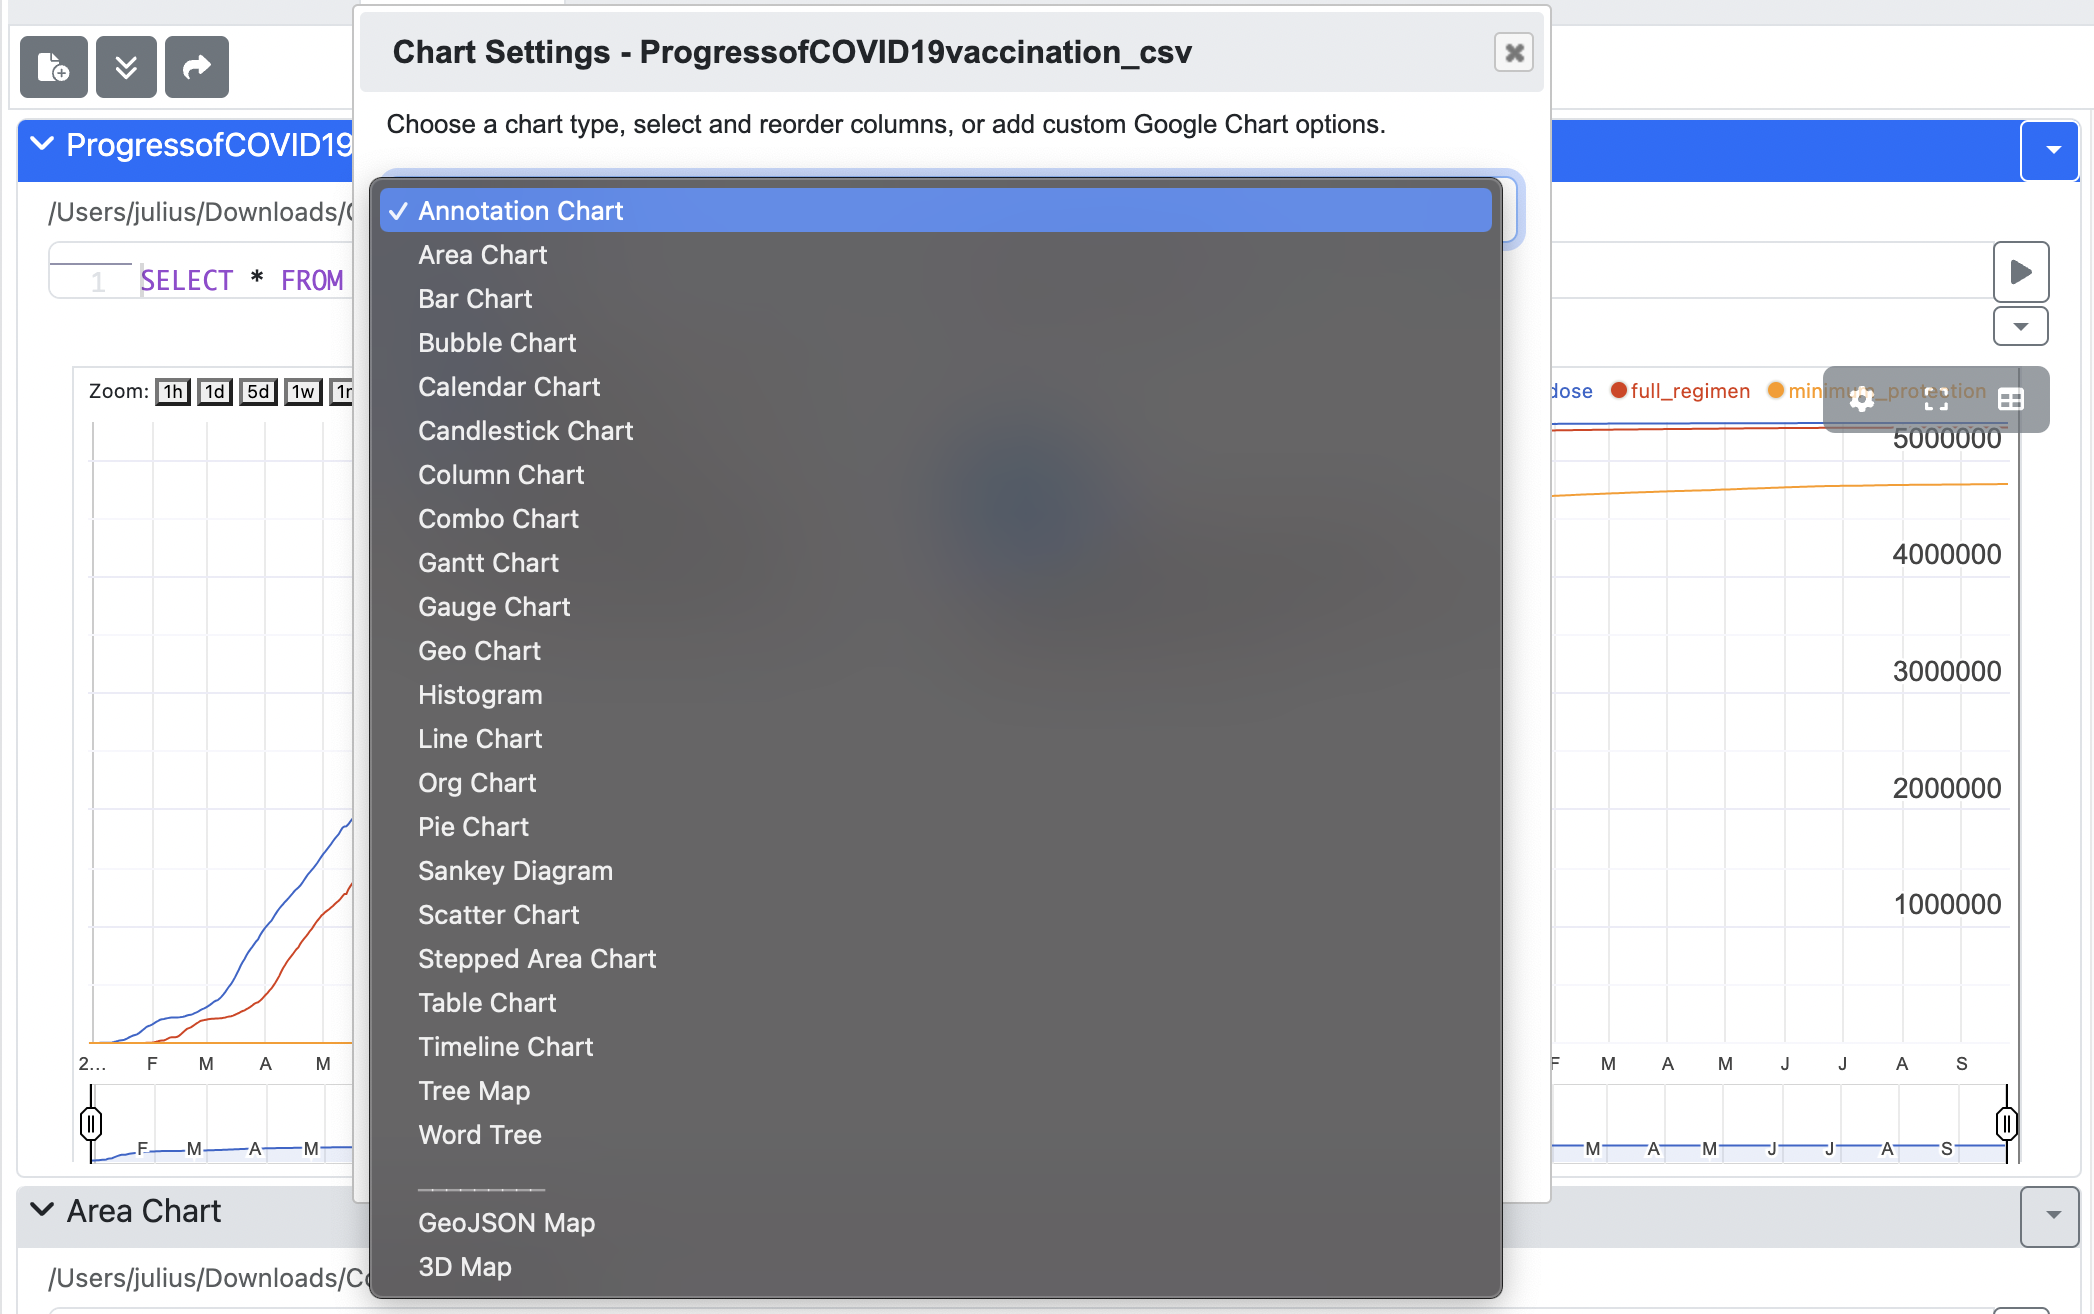 Chart Settings - ProgressofCOVID19vaccination_csv
Choose a chart type, select and reorder columns, or add custom Google Chart options.
ProgressofCOVID19
/Users/julius/Downloads/
1 SELECT * FROM
Annotation Chart
Area Chart
Bar Chart
Bubble Chart
Calendar Chart
Candlestick Chart
Column Chart
Combo Chart
Gantt Chart
Gauge Chart
Geo Chart
Histogram
Line Chart
Org Chart
Pie Chart
Sankey Diagram
Scatter Chart
Stepped Area Chart
Table Chart
Timeline Chart
Tree Map
Word Tree
GeoJSON Map
3D Map
Zoom: 1h 1d 5d 1w
dose full_regimen minimum_protection
5000000
4000000
3000000
2000000
1000000
2... F M A M
F M A M J J A S
F M A M
M A M J J A S
Area Chart
/Users/julius/Downloads/Co